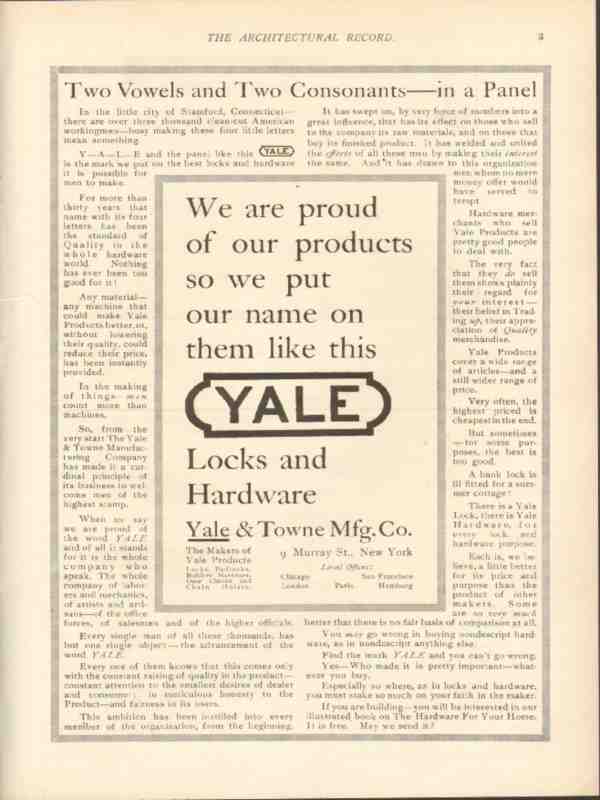 THE ARCHITECTURAL RECORD.
3
Two Vowels and Two Consonants—in a Panel
In the little city of Stamford, Connecticut—
there are over three thousand clean-cut American
workingmen—busy making these four little letters
mean something.
Y—A—L—E and the panel like this YALE
is the mark we put on the best locks and hardware
it is possible for
men to make.
For more than
thirty years that
name with its four
letters has been
the standard of
Quality in the
whole hardware
world. Nothing
has ever been too
good for it!
Any material—
any machine that
could make Yale
Products better, or,
without lowering
their quality, could
reduce their price,
has been instantly
provided.
In the making
of things men
count more than
machines.
So, from the
very start The Yale
& Towne Manufac-
turing Company
has made it a car-
dinal principle of
its business to wel-
come men of the
highest stamp.
When we say
we are proud of
the word YALE
and of all it stands
for it is the whole
company who
speak. The whole
company of labor-
ers and mechanics,
of artists and arti-
sans—of the office
forces, of salesmen and of the higher officials.
Every single man of all these thousands, has
but one single object—the advancement of the
word YALE.
Every one of them knows that this comes only
with the constant raising of quality in the product—
constant attention to the smallest desires of dealer
and consumer: in meticulous honesty to the
Product—and fairness to its users.
This ambition has been instilled into every
member of the organization, from the beginning.
It has swept on, by very force of numbers into a
great influence, that has its effect on those who sell
to the company its raw materials, and on those that
buy its finished product. It has welded and united
the efforts of all these men by making their interest
the same. And it has drawn to this organization
men whom no mere
money offer would
have served to
tempt.
Hardware mer-
chants who sell
Yale Products are
pretty good people
to deal with.
The very fact
that they do sell
them shows plainly
their regard for
your interest—
their belief in Trad-
ing up, their appre-
ciation of Quality
merchandise.
Yale Products
cover a wide range
of articles—and a
still wider range of
price.
Very often, the
highest priced is
cheapest in the end.
But sometimes
—for some pur-
poses, the best is
too good.
A bank lock is
ill fitted for a sum-
mer cottage!
There is a Yale
Lock, there is Yale
Hardware, for
every lock and
hardware purpose.
Each is, we be-
lieve, a little better
for its price and
purpose than the
product of other
makers. Some
are so very much
better that there is no fair basis of comparison at all.
You may go wrong in buying nondescript hard-
ware, as in nondescript anything else.
Find the mark YALE and you can't go wrong.
Yes—Who made it is pretty important—what-
ever you buy.
Especially so where, as in locks and hardware,
you must stake so much on your faith in the maker.
If you are building—you will be interested in our
illustrated book on The Hardware For Your Home.
It is free. May we send it?
We are proud
of our products
so we put
our name on
them like this
YALE
Locks and
Hardware
Yale & Towne Mfg. Co.
The Makers of
Yale Products
Locks, Padlocks,
Builders' Hardware,
Door Checks and
Chain Hoists.
9 Murray St., New York
Local Offices:
Chicago San Francisco
London Paris Hamburg